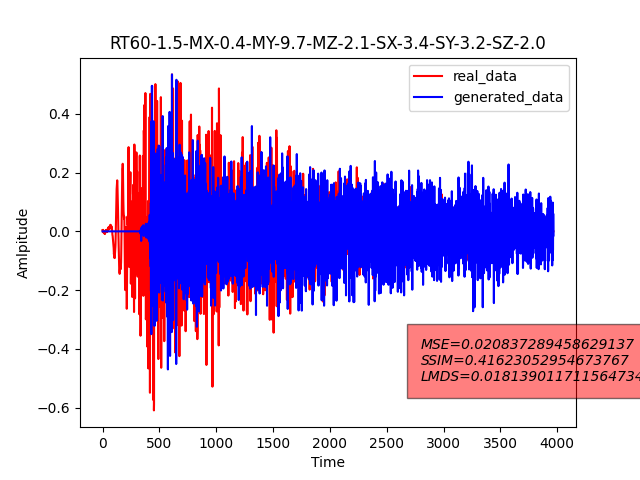 RT60-1.5-MX-0.4-MY-9.7-MZ-2.1-SX-3.4-SY-3.2-SZ-2.0
real_data
generated_data
Amlpitude
0.4
0.2
0.0
−0.2
−0.4
−0.6
MSE=0.020837289458629137
SSIM=0.41623052954673767
LMDS=0.018139011711564734
0 500 1000 1500 2000 2500 3000 3500 4000
Time